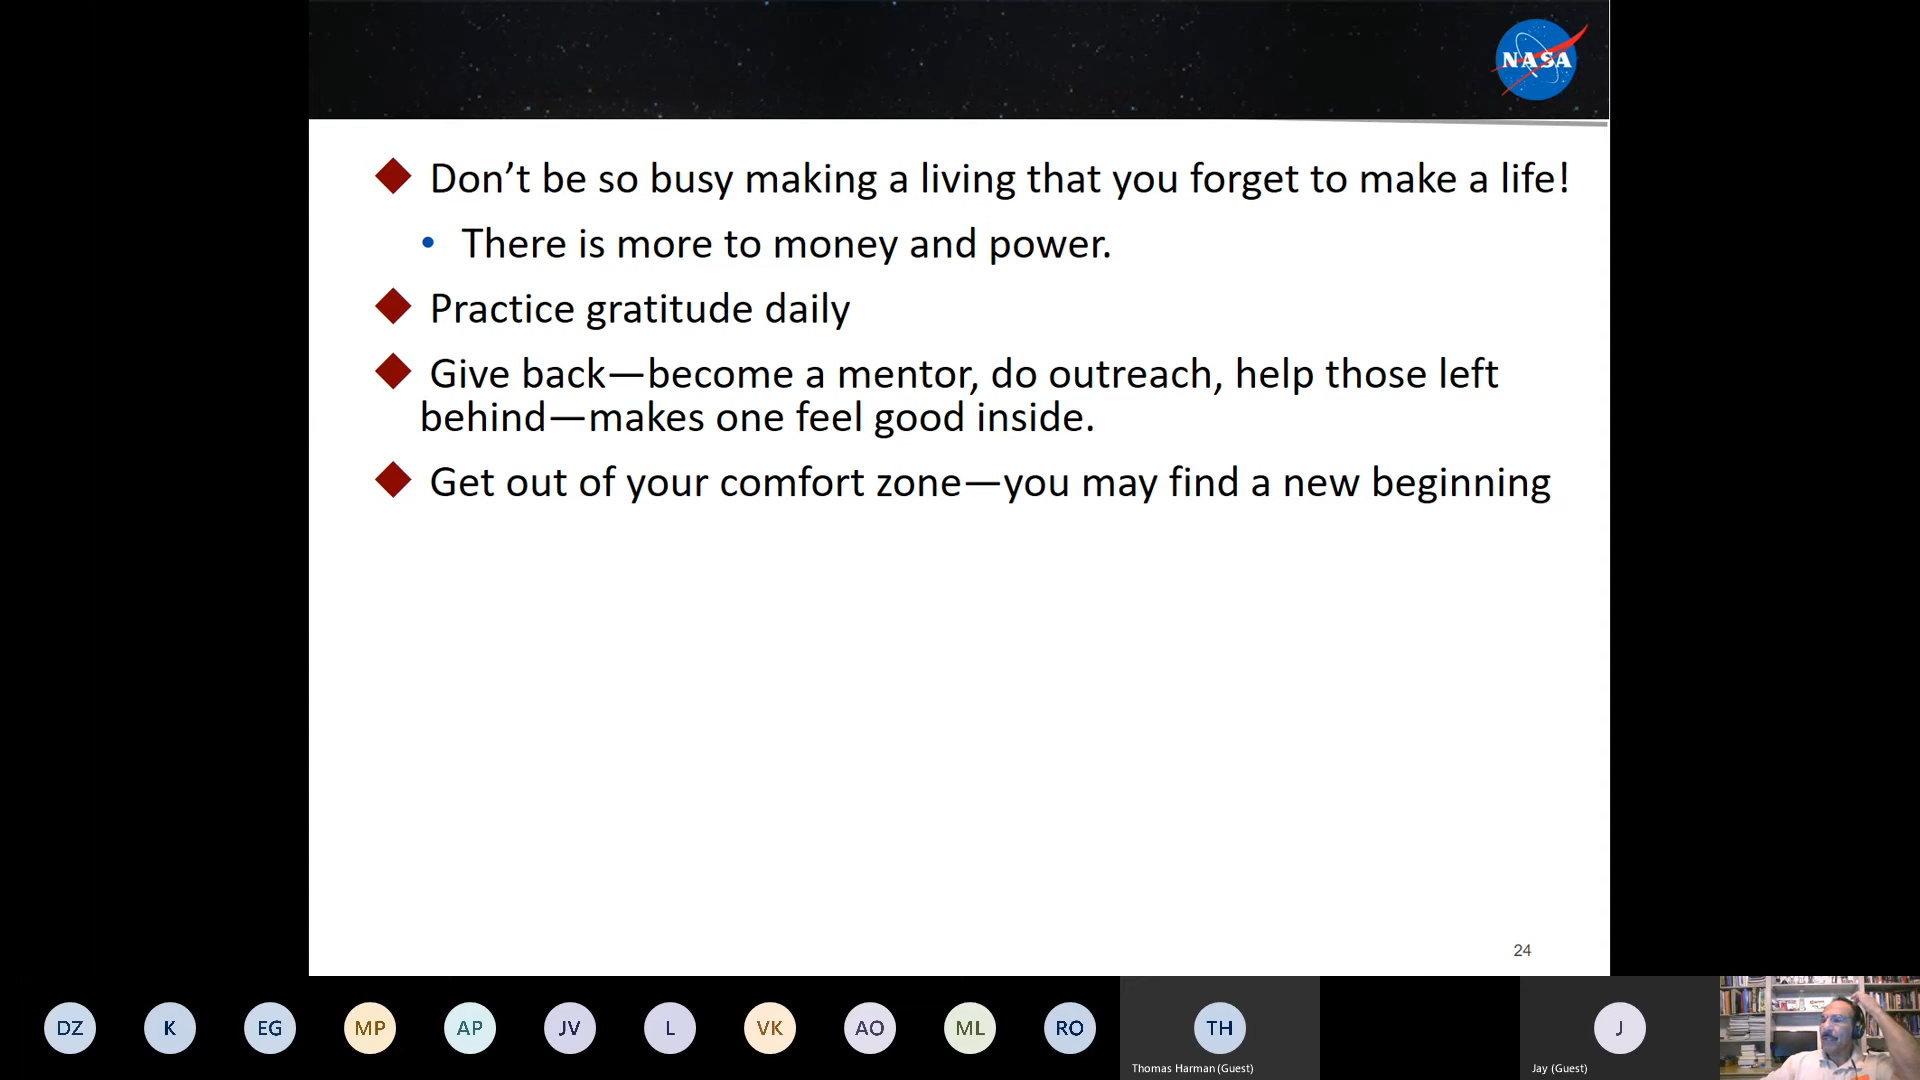 NASA
Don’t be so busy making a living that you forget to make a life!
There is more to money and power.
Practice gratitude daily
Give back—become a mentor, do outreach, help those left
behind—makes one feel good inside.
Get out of your comfort zone—you may find a new beginning
24
DZ
K
EG
MP
AP
JV
L
VK
AO
ML
RO
TH
J
Thomas Harman (Guest)
Jay (Guest)